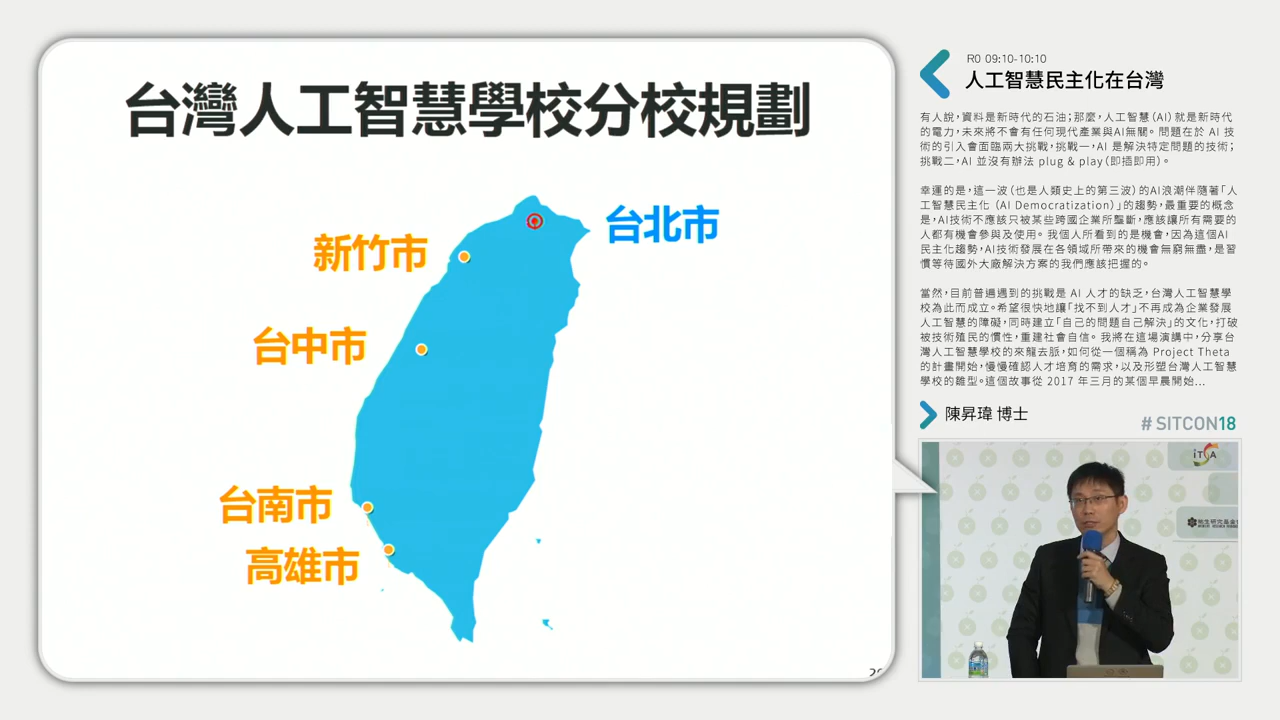 台灣人工智慧學校分校規劃
台北市
新竹市
台中市
台南市
高雄市
R0 09:10-10:10
人工智慧民主化在台灣
有人說，資料是新時代的石油；那麼，人工智慧（AI）就是新時代
的電力，未來將不會有任何現代產業與AI無關。問題在於 AI 技
術的引入會面臨兩大挑戰，挑戰一，AI 是解決特定問題的技術；
挑戰二，AI 並沒有辦法 plug & play（即插即用）。
幸運的是，這一波（也是人類史上的第三波）的AI浪潮伴隨著「人
工智慧民主化（AI Democratization）」的趨勢，最重要的概念
是，AI技術不應該只被某些跨國企業所壟斷，應該讓所有需要的
人都有機會參與及使用。我個人所看到的是機會，因為這個AI
民主化趨勢，AI技術發展在各領域所帶來的機會無窮無盡，是習
慣等待國外大廠解決方案的我們應該把握的。
當然，目前普遍遇到的挑戰是 AI 人才的缺乏，台灣人工智慧學
校為此而成立。希望很快地讓「找不到人才」不再成為企業發展
人工智慧的障礙，同時建立「自己的問題自己解決」的文化，打破
被技術殖民的慣性，重建社會自信。我將在這場演講中，分享台
灣人工智慧學校的來龍去脈，如何從一個稱為 Project Theta
的計畫開始，慢慢確認人才培育的需求，以及形塑台灣人工智慧
學校的雛型。這個故事從 2017 年三月的某個早晨開始...
陳昇瑋 博士
# SITCON18
iTSA